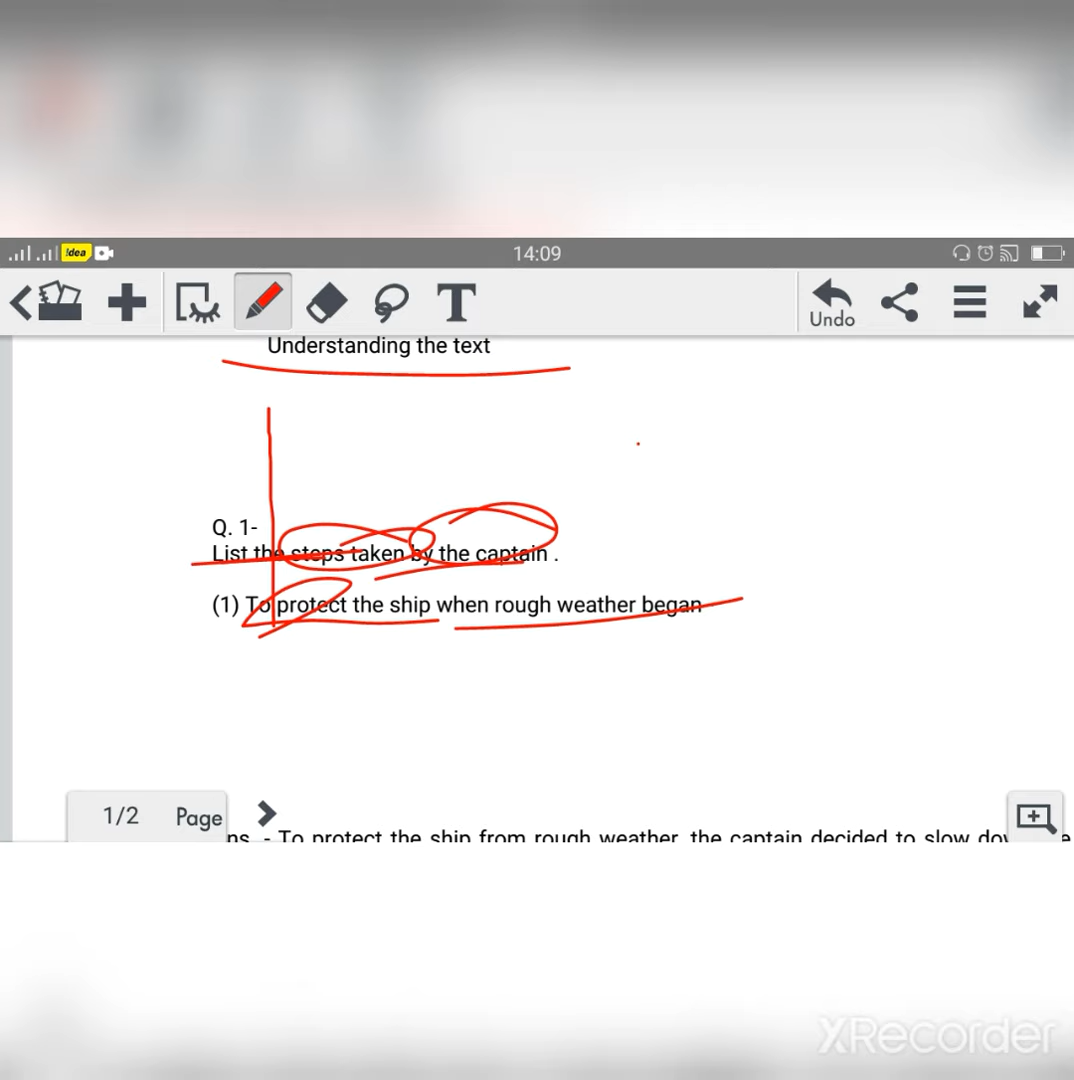 Idea
14:09
Undo
Understanding the text
Q. 1-
List the steps taken by the captain .
(1) To protect the ship when rough weather began
1/2 Page
ns. - To protect the ship from rough weather, the captain decided to slow
XRecorder